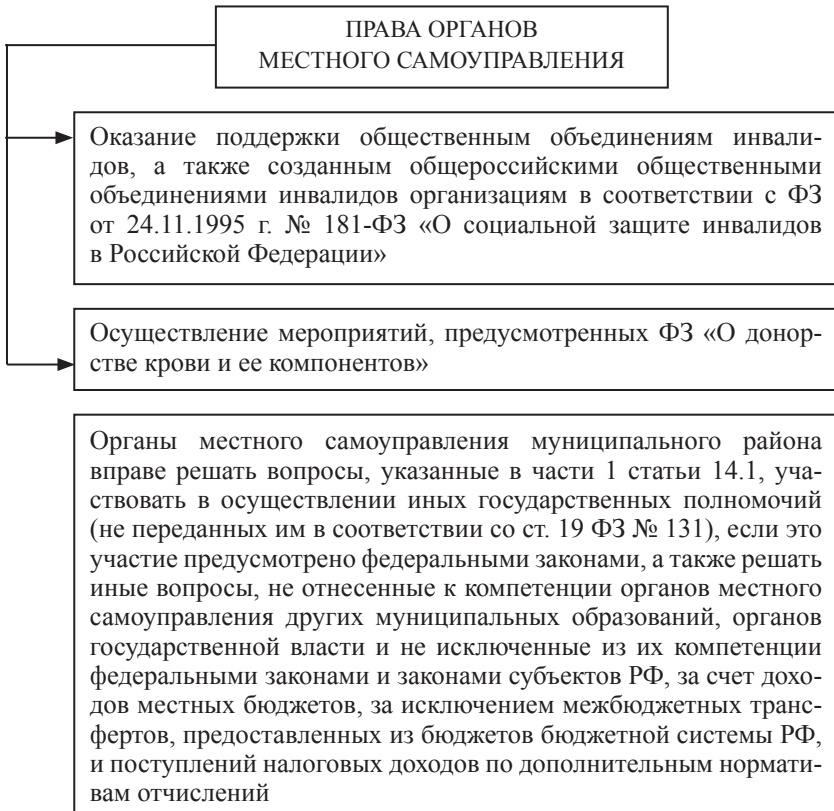 ПРАВА ОРГАНОВ
МЕСТНОГО САМОУПРАВЛЕНИЯ
Оказание поддержки общественным объединениям инвали-
дов, а также созданным общероссийскими общественными
объединениями инвалидов организациям в соответствии с ФЗ
от 24.11.1995 г. № 181-ФЗ «О социальной защите инвалидов
в Российской Федерации»
Осуществление мероприятий, предусмотренных ФЗ «О донор-
стве крови и ее компонентов»
Органы местного самоуправления муниципального района
вправе решать вопросы, указанные в части 1 статьи 14.1, уча-
ствовать в осуществлении иных государственных полномочий
(не переданных им в соответствии со ст. 19 ФЗ № 131), если это
участие предусмотрено федеральными законами, а также решать
иные вопросы, не отнесенные к компетенции органов местного
самоуправления других муниципальных образований, органов
государственной власти и не исключенные из их компетенции
федеральными законами и законами субъектов РФ, за счет дохо-
дов местных бюджетов, за исключением межбюджетных транс-
фертов, предоставленных из бюджетов бюджетной системы РФ,
и поступлений налоговых доходов по дополнительным нормати-
вам отчислений